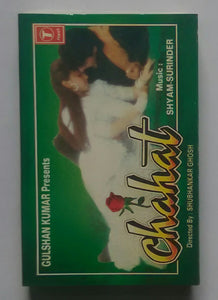 T
GULSHAN KUMAR Presents
Chahat
Music :
SHYAM SURINDER
Directed By : SHUBHANKAR GHOSH